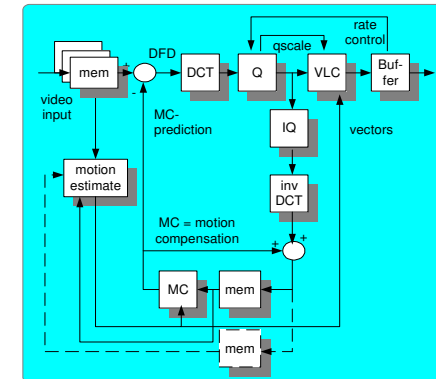 rate
control
qscale
DFD
mem
+
-
DCT
Q
VLC
Buf-
fer
video
input
MC-
prediction
IQ
vectors
motion
estimate
inv
DCT
MC = motion
compensation
+
+
MC
mem
mem